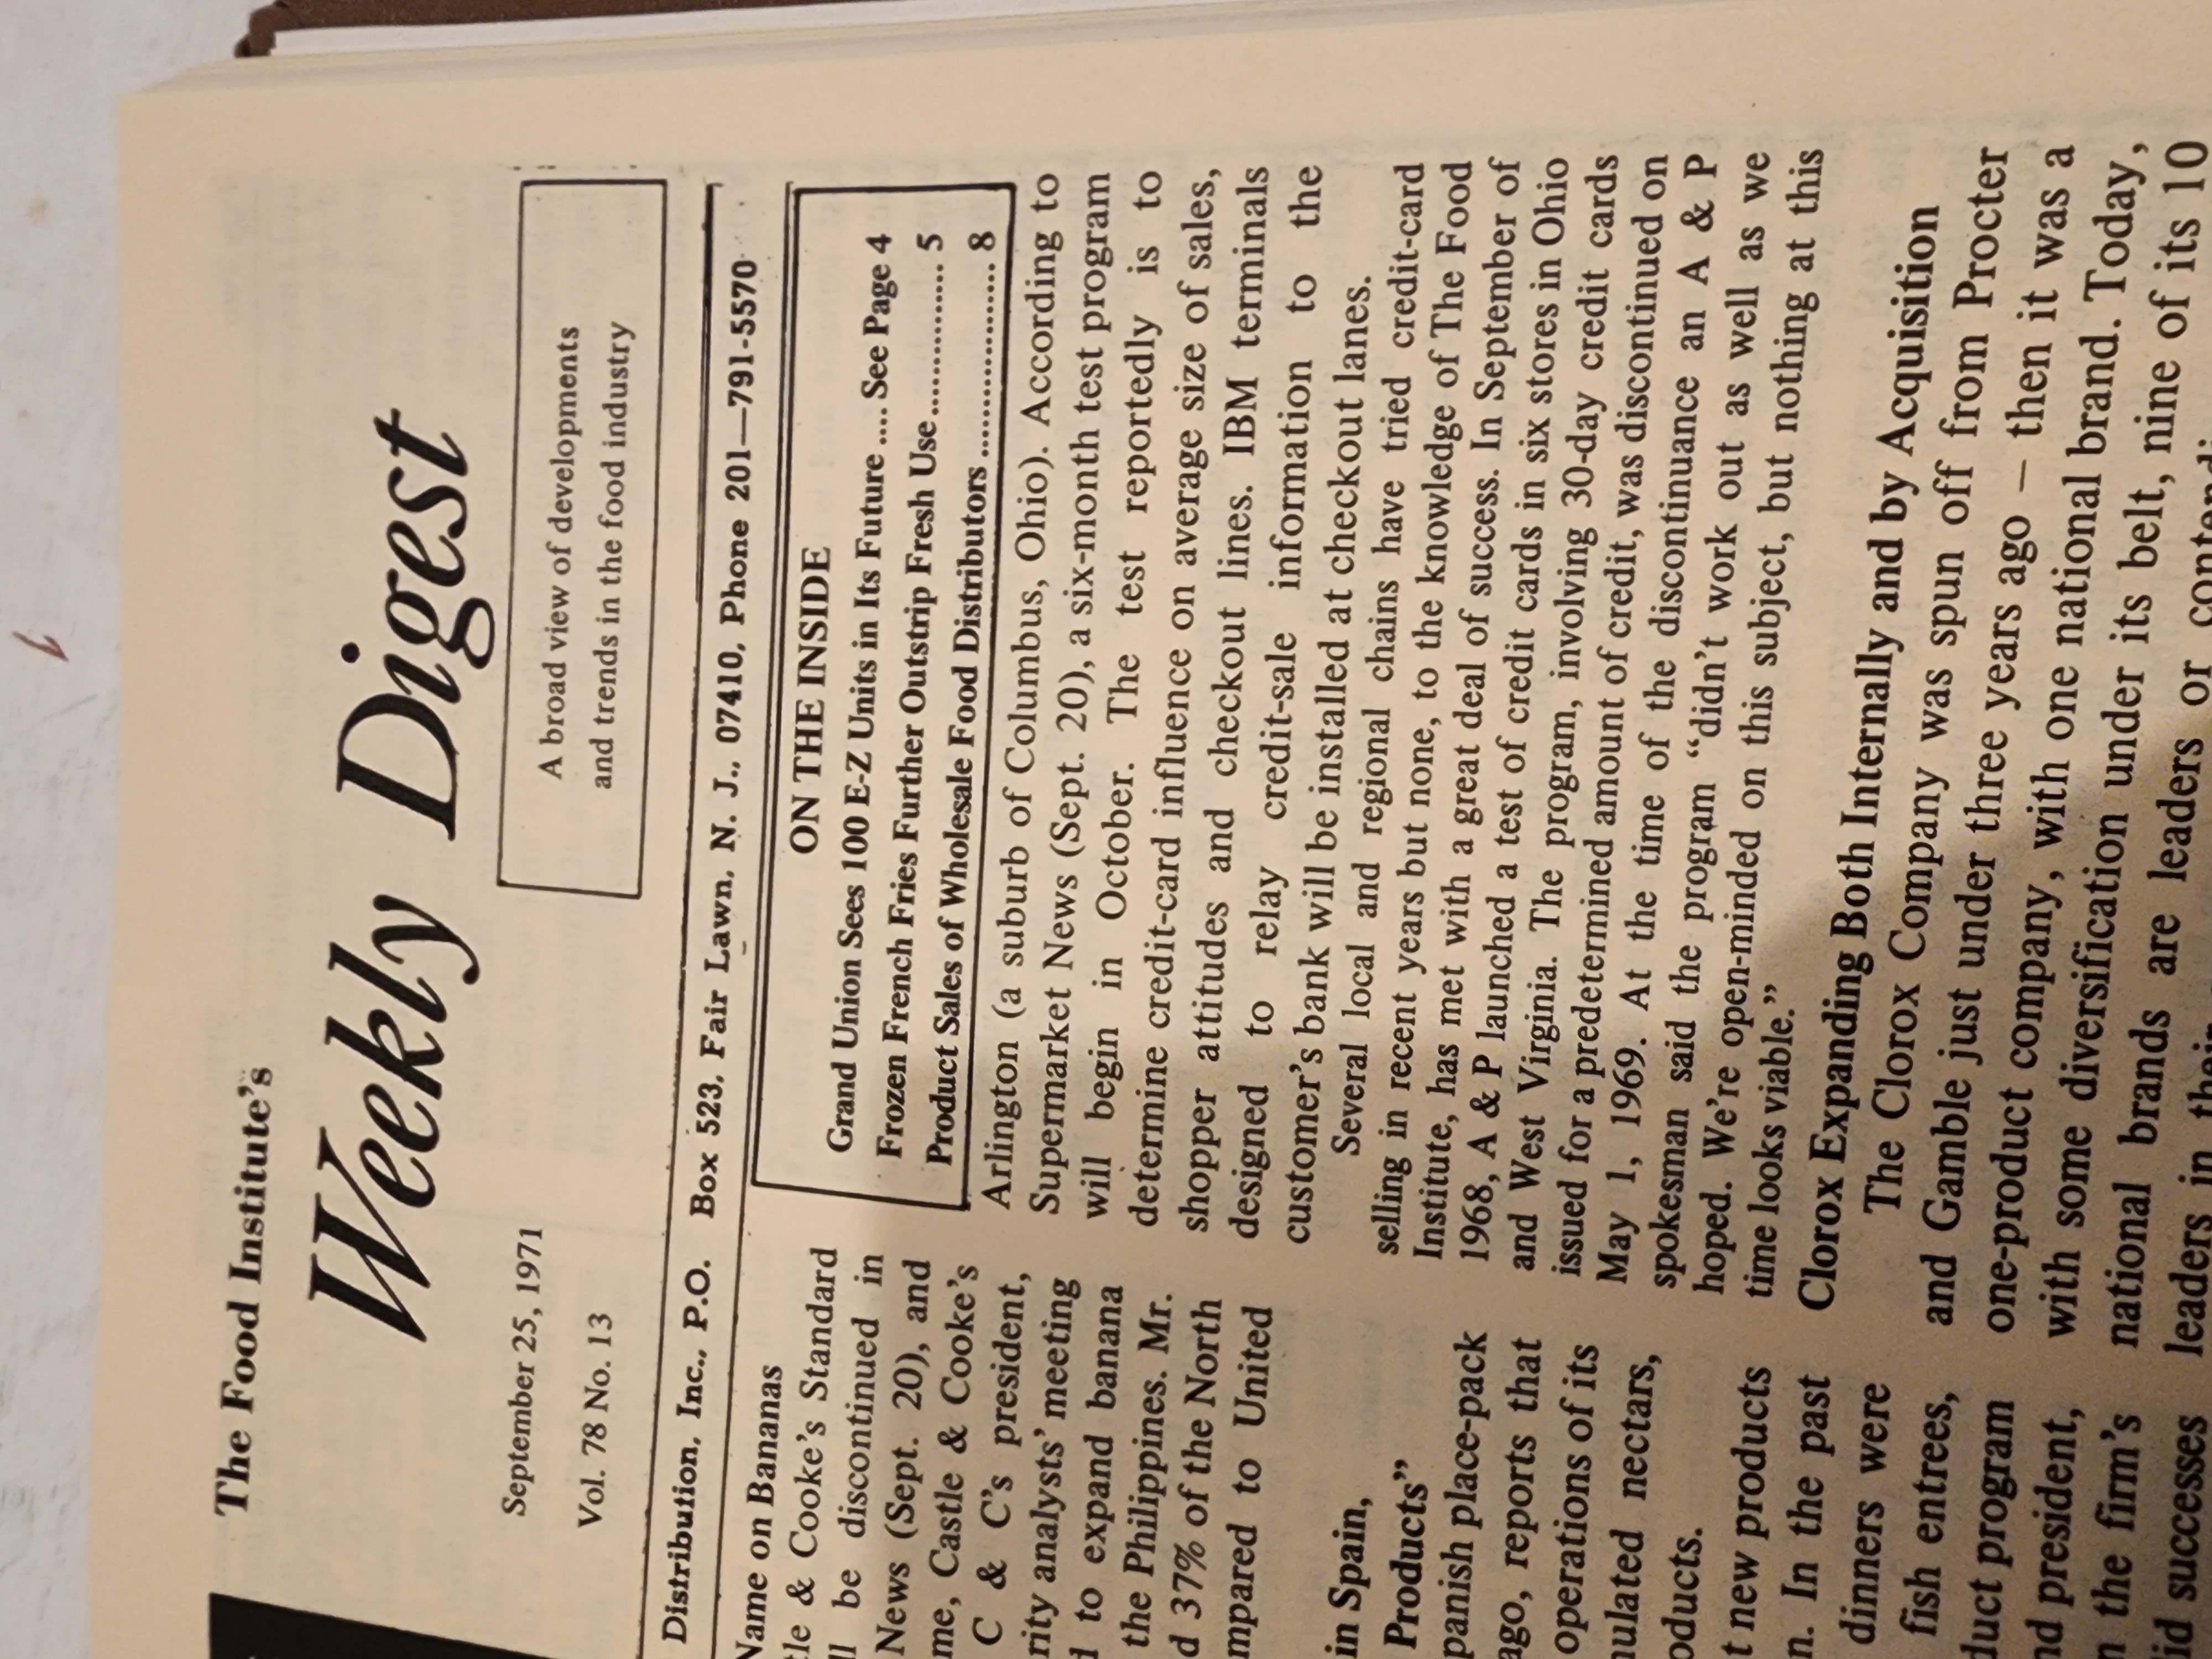 The Food Institute's
Weekly Digest
September 25, 1971
Vol. 78 No. 13
A broad view of developments
and trends in the food industry
Distribution, Inc., P.O. Box 523, Fair Lawn, N. J., 07410, Phone 201—791-5570
Name on Bananas
& Cooke's Standard
be discontinued in
News (Sept. 20), and
Castle & Cooke's
C & C's president,
analysts' meeting
to expand banana
the Philippines. Mr.
37% of the North
to United
in Spain,
Products”
place-pack
ago, reports that
operations of its
nectars,
new products
In the past
dinners were
fish entrees,
program
president,
the firm's
successes
ON THE INSIDE
Grand Union Sees 100 E-Z Units in Its Future .... See Page 4
Frozen French Fries Further Outstrip Fresh Use .............. 5
Product Sales of Wholesale Food Distributors .................. 8
Arlington (a suburb of Columbus, Ohio). According to
Supermarket News (Sept. 20), a six-month test program
will begin in October. The test reportedly is to
determine credit-card influence on average size of sales,
shopper attitudes and checkout lines. IBM terminals
designed to relay credit-sale information to the
customer's bank will be installed at checkout lanes.
Several local and regional chains have tried credit-card
selling in recent years but none, to the knowledge of The Food
Institute, has met with a great deal of success. In September of
1968, A & P launched a test of credit cards in six stores in Ohio
and West Virginia. The program, involving 30-day credit cards
issued for a predetermined amount of credit, was discontinued on
May 1, 1969. At the time of the discontinuance an A & P
spokesman said the program “didn't work out as well as we
hoped. We're open-minded on this subject, but nothing at this
time looks viable.”
Clorox Expanding Both Internally and by Acquisition
The Clorox Company was spun off from Procter
and Gamble just under three years ago – then it was a
one-product company, with one national brand. Today,
with some diversification under its belt, nine of its 10
national brands are leaders or
leaders in